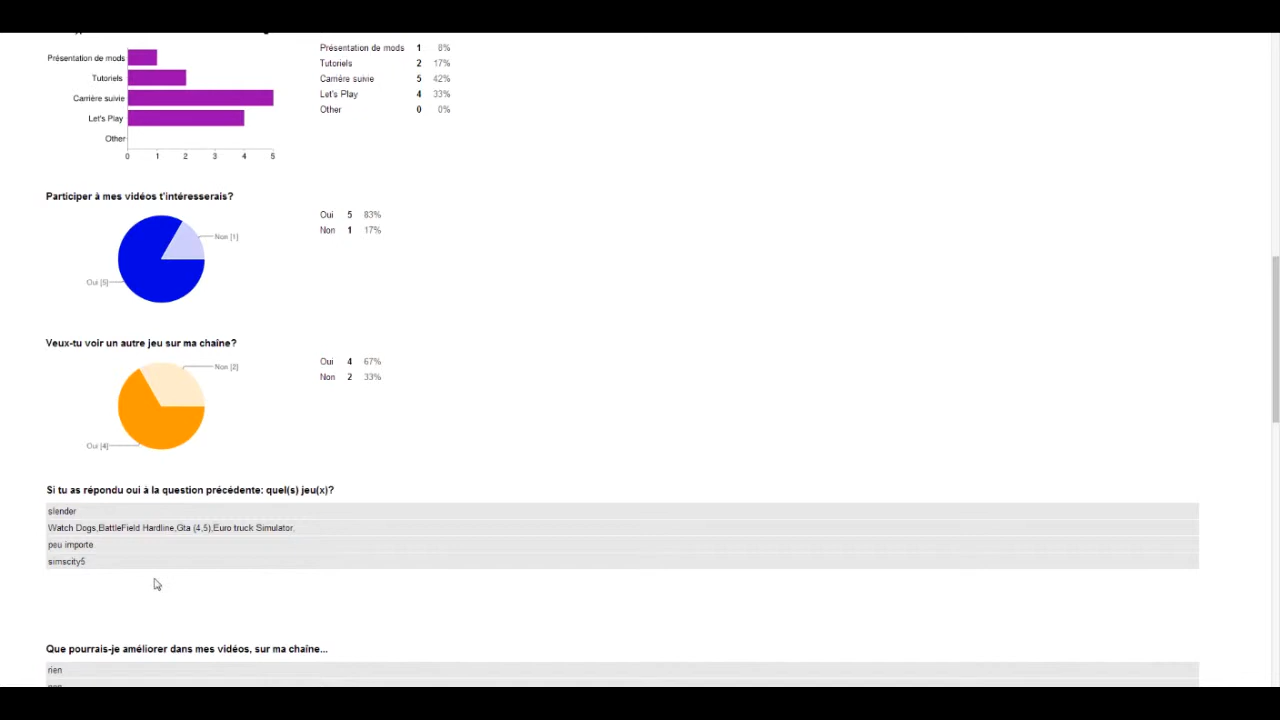 Présentation de mods
Tutoriels
Carrière suivie
Let's Play
Other
0 1 2 3 4 5
Présentation de mods 1 8%
Tutoriels 2 17%
Carrière suivie 5 42%
Let's Play 4 33%
Other 0 0%
Participer à mes vidéos t'intéresserais?
Non [1]
Oui [5]
Oui 5 83%
Non 1 17%
Veux-tu voir un autre jeu sur ma chaîne?
Non [2]
Oui [4]
Oui 4 67%
Non 2 33%
Si tu as répondu oui à la question précédente: quel(s) jeu(x)?
slender
Watch Dogs,BattleField Hardline,Gta (4,5),Euro truck Simulator,
peu importe
simscity5
Que pourrais-je améliorer dans mes vidéos, sur ma chaîne...
rien